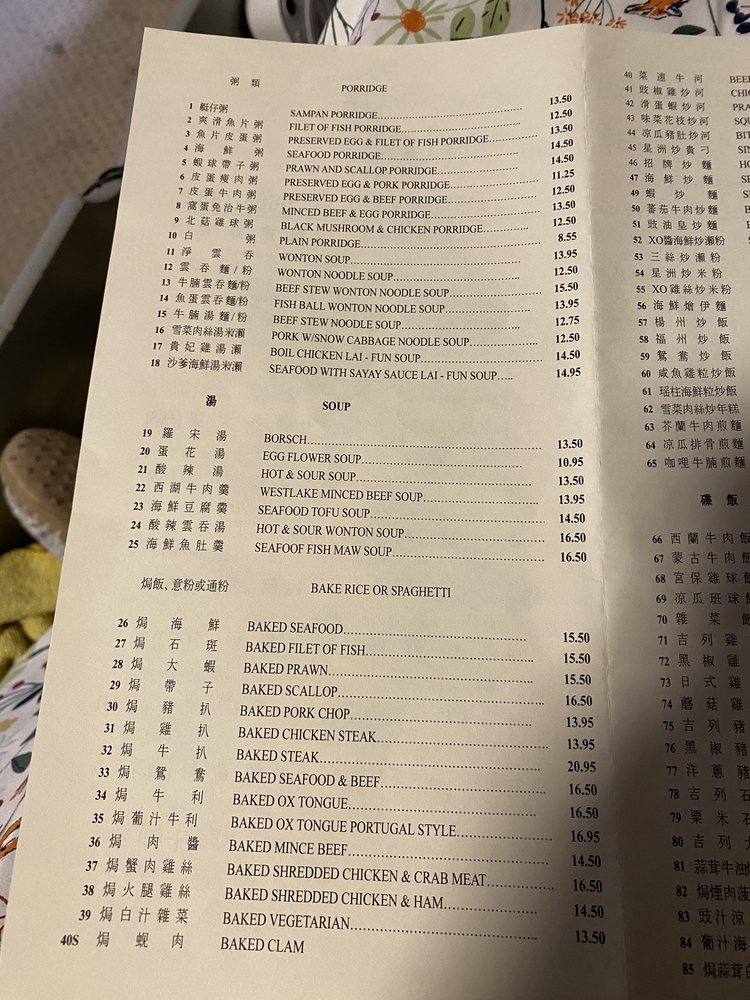 粥 類 PORRIDGE
1 艇仔粥 SAMPAN PORRIDGE 13.50
2 爽滑魚片粥 FILET OF FISH PORRIDGE 12.50
3 魚片皮蛋粥 PRESERVED EGG & FILET OF FISH PORRIDGE 13.50
4 海鮮粥 SEAFOOD PORRIDGE 14.50
5 蝦球帶子粥 PRAWN AND SCALLOP PORRIDGE 14.50
6 皮蛋瘦肉粥 PRESERVED EGG & PORK PORRIDGE 11.25
7 皮蛋牛肉粥 PRESERVED EGG & BEEF PORRIDGE 12.50
8 窩蛋免治牛粥 MINCED BEEF & EGG PORRIDGE 13.50
9 北菇雞球粥 BLACK MUSHROOM & CHICKEN PORRIDGE 12.50
10 白粥 PLAIN PORRIDGE 8.55
11 淨雲吞 WONTON SOUP 13.95
12 雲吞麵/粉 WONTON NOODLE SOUP 12.50
13 牛腩雲吞麵/粉 BEEF STEW WONTON NOODLE SOUP 15.50
14 魚蛋雲吞麵/粉 FISH BALL WONTON NOODLE SOUP 13.95
15 牛腩湯麵/粉 BEEF STEW NOODLE SOUP 12.75
16 雪菜肉絲湯米瀨 PORK W/SNOW CABBAGE NOODLE SOUP 12.50
17 貴妃雞湯瀨 BOIL CHICKEN LAI - FUN SOUP 14.50
18 沙爹海鮮湯米瀨 SEAFOOD WITH SAYAY SAUCE LAI - FUN SOUP 14.95
湯 SOUP
19 羅宋湯 BORSCH 13.50
20 蛋花湯 EGG FLOWER SOUP 10.95
21 酸辣湯 HOT & SOUR SOUP 13.50
22 西湖牛肉羹 WESTLAKE MINCED BEEF SOUP 13.95
23 海鮮豆腐羹 SEAFOOD TOFU SOUP 14.50
24 酸辣雲吞湯 HOT & SOUR WONTON SOUP 16.50
25 海鮮魚肚羹 SEAFOOF FISH MAW SOUP 16.50
焗飯、意粉或通粉 BAKE RICE OR SPAGHETTI
26 焗海鮮 BAKED SEAFOOD 15.50
27 焗石斑 BAKED FILET OF FISH 15.50
28 焗大蝦 BAKED PRAWN 15.50
29 焗帶子 BAKED SCALLOP 16.50
30 焗豬扒 BAKED PORK CHOP 13.95
31 焗雞扒 BAKED CHICKEN STEAK 13.95
32 焗牛扒 BAKED STEAK 20.95
33 焗鴛鴦 BAKED SEAFOOD & BEEF 16.50
34 焗牛利 BAKED OX TONGUE 16.50
35 焗葡汁牛利 BAKED OX TONGUE PORTUGAL STYLE 16.95
36 焗肉醬 BAKED MINCE BEEF 14.50
37 焗蟹肉雞絲 BAKED SHREDDED CHICKEN & CRAB MEAT 16.50
38 焗火腿雞絲 BAKED SHREDDED CHICKEN & HAM 14.50
39 焗白汁雜菜 BAKED VEGETARIAN 13.50
40S 焗蜆肉 BAKED CLAM
40 菜遠牛河
41 豉椒雞炒河
42 滑蛋蝦炒河
43 味菜花枝炒河
44 凉瓜豬肚炒河
45 星洲炒貴刁
46 招牌炒麵
47 海鮮炒麵
49 蝦炒麵
50 蕃茄牛肉炒麵
51 豉油皇炒麵
52 XO醬海鮮炒瀨粉
53 三絲炒瀨粉
54 星洲炒米粉
55 XO雞絲炒米粉
56 海鮮燴伊麵
57 楊州炒飯
58 福州炒飯
59 鴛鴦炒飯
60 咸魚雞粒炒飯
61 瑶柱海鮮粒炒飯
62 雪菜肉絲炒年糕
63 芥蘭牛肉煎麵
64 凉瓜排骨煎麵
65 咖哩牛腩煎麵
碟 飯
66 西蘭牛肉飯
67 蒙古牛肉飯
68 宮保雞球飯
69 凉瓜班球飯
70 雜菜飯
71 吉列雞
72 黑椒雞
73 日式雞
74 蘑菇雞
75 吉列豬
76 黑椒豬
77 洋蔥豬
78 吉列石
79 粟米石
80 吉列
81 蒜茸牛油
82 焗煙肉菠
83 豉汁凉
84 葡汁海
85 焗蒜茸